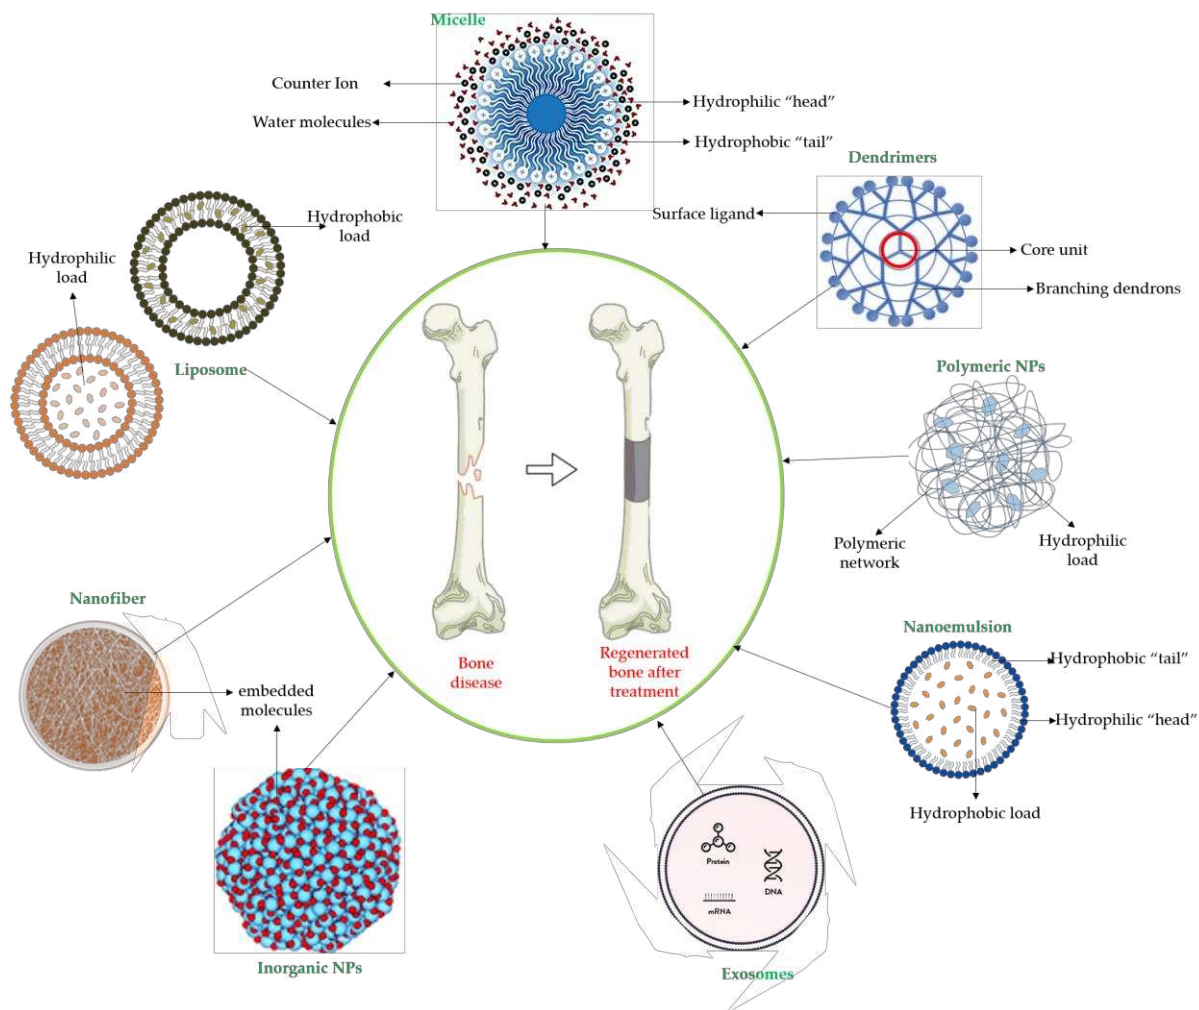 Micelle
Counter Ion
Water molecules
Hydrophilic “head”
Hydrophobic “tail”
Dendrimers
Surface ligand
Core unit
Branching dendrons
Hydrophobic
load
Hydrophilic
load
Liposome
Polymeric NPs
Polymeric
network
Hydrophilic
load
Nanofiber
embedded
molecules
Bone
disease
Regenerated
bone after
treatment
Nanoemulsion
Hydrophobic “tail”
Hydrophilic “head”
Hydrophobic load
Protein
DNA
mRNA
Inorganic NPs
Exosomes